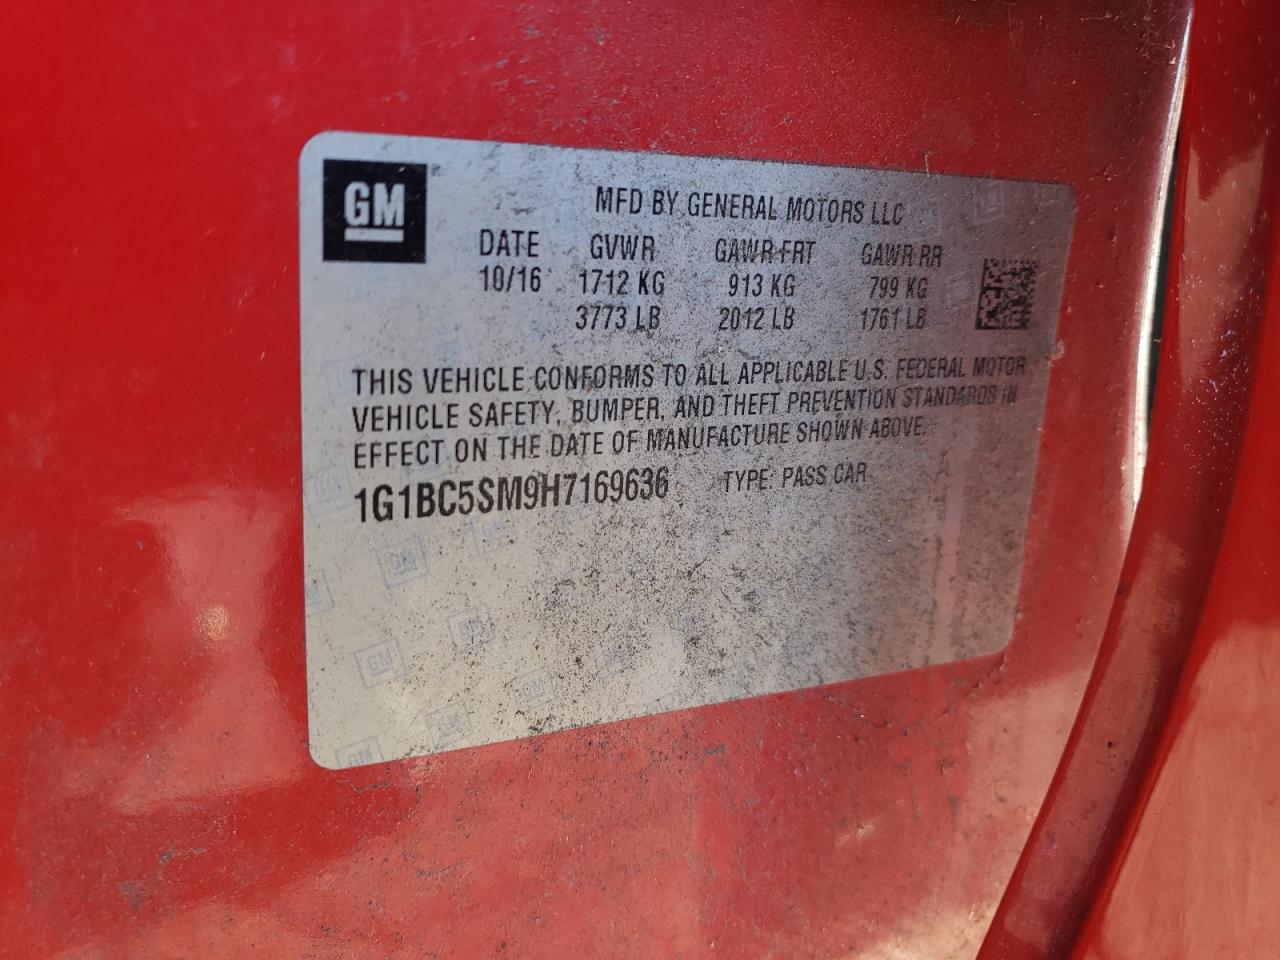 GM
MFD BY GENERAL MOTORS LLC
DATE GVWR GAWR FRT GAWR RR
10/16 1712 KG 913 KG 799 KG
3773 LB 2012 LB 1761 LB
THIS VEHICLE CONFORMS TO ALL APPLICABLE U.S. FEDERAL MOTOR
VEHICLE SAFETY, BUMPER, AND THEFT PREVENTION STANDARDS IN
EFFECT ON THE DATE OF MANUFACTURE SHOWN ABOVE.
1G1BC5SM9H7169636 TYPE: PASS CAR A